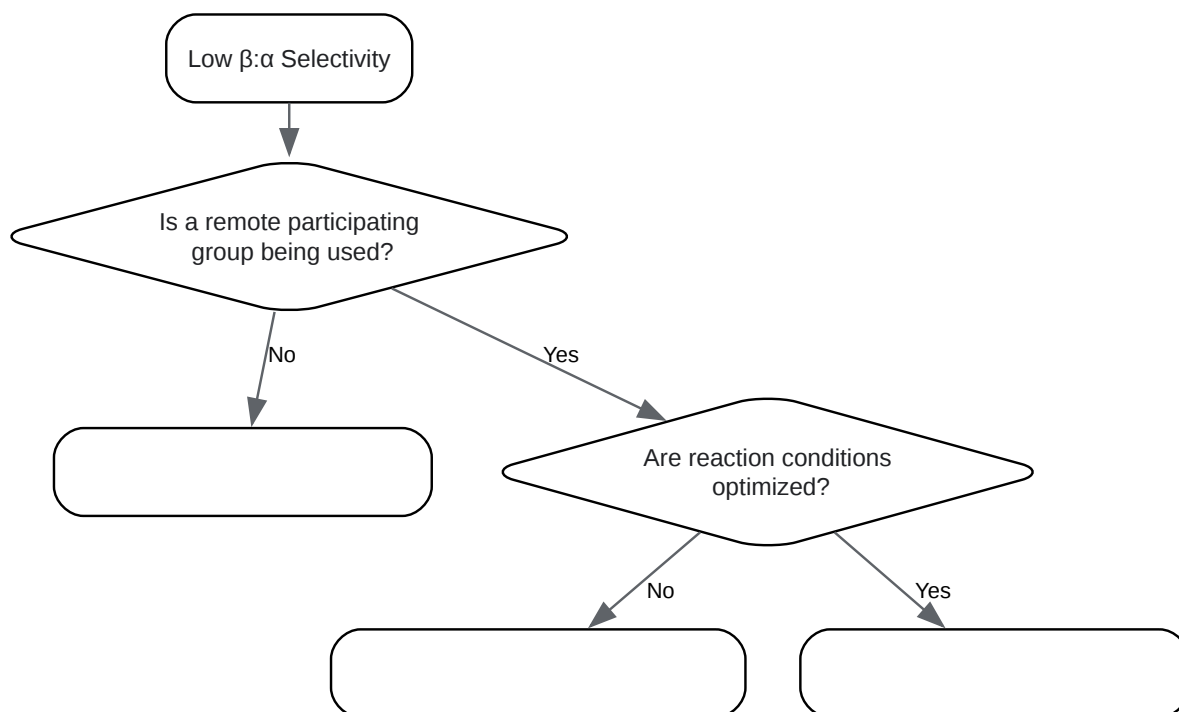 Low β:α Selectivity
Is a remote participating
group being used?
No
Yes
Are reaction conditions
optimized?
No
Yes